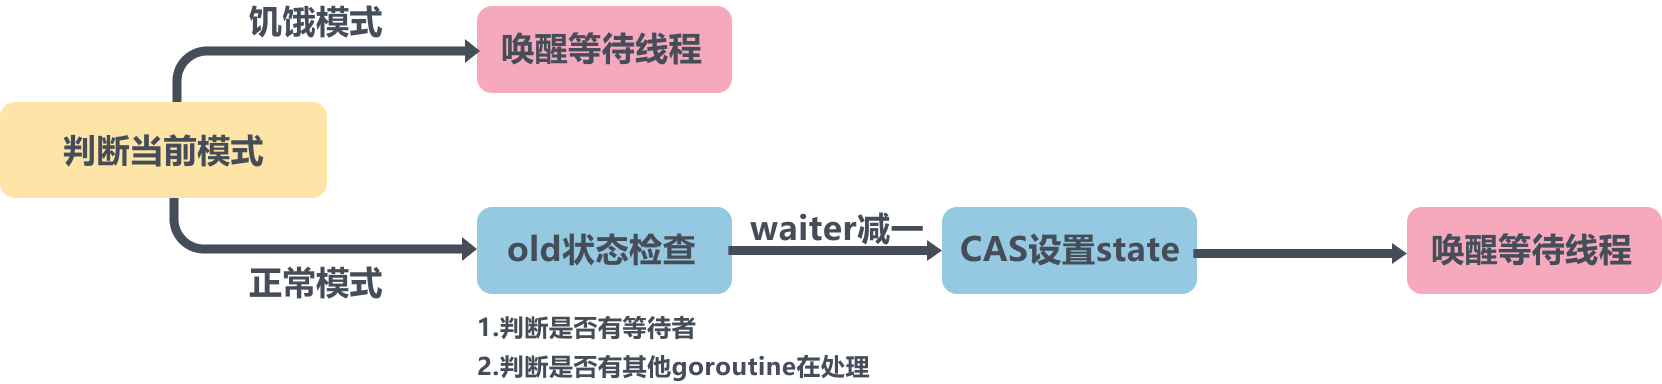 饥饿模式
唤醒等待线程
判断当前模式
正常模式
old状态检查
waiter减一
CAS设置state
唤醒等待线程
1.判断是否有等待者
2.判断是否有其他goroutine在处理